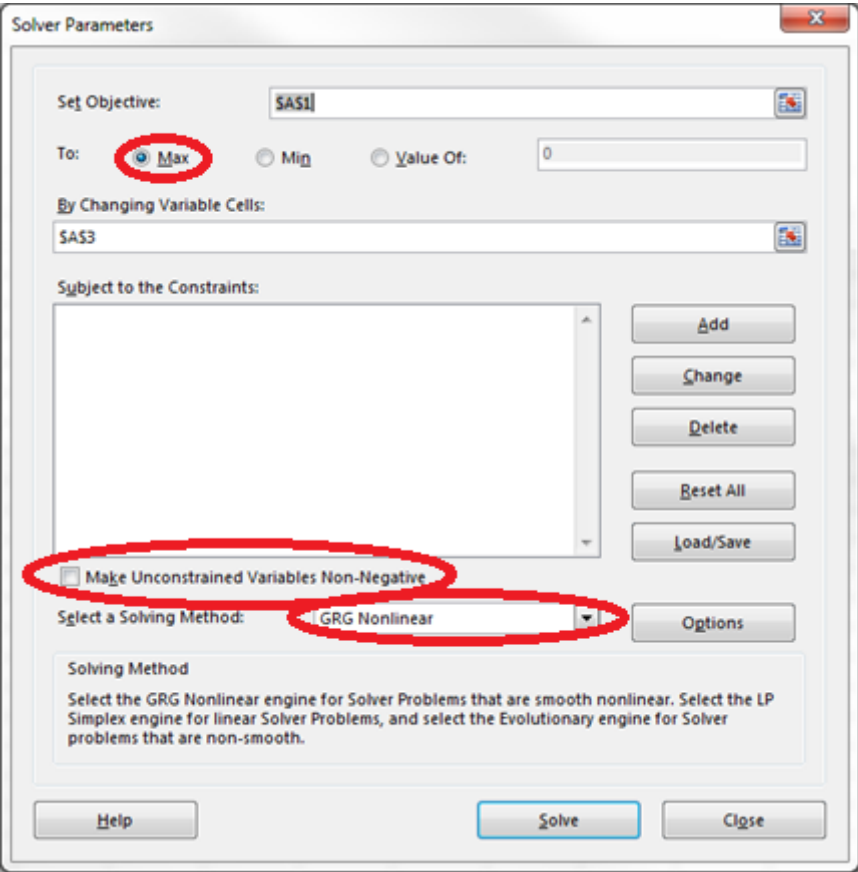 Solver Parameters
Set Objective: $A$1
To: Max Min Value Of: 0
By Changing Variable Cells:
$A$3
Subject to the Constraints:
Add
Change
Delete
Reset All
Load/Save
Make Unconstrained Variables Non-Negative
Select a Solving Method: GRG Nonlinear Options
Solving Method
Select the GRG Nonlinear engine for Solver Problems that are smooth nonlinear. Select the LP
Simplex engine for linear Solver Problems, and select the Evolutionary engine for Solver
problems that are non-smooth.
Help Solve Close